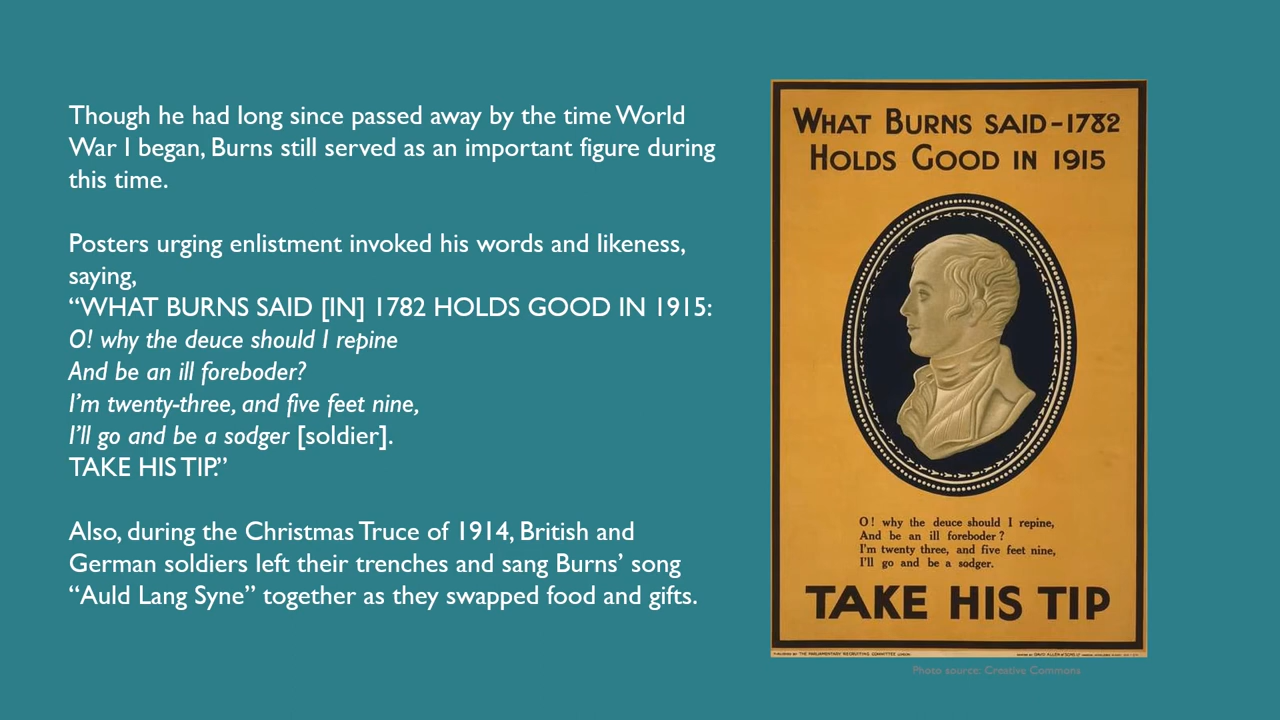 Though he had long since passed away by the time World
War I began, Burns still served as an important figure during
this time.
Posters urging enlistment invoked his words and likeness,
saying,
“WHAT BURNS SAID [IN] 1782 HOLDS GOOD IN 1915:
O! why the deuce should I repine
And be an ill foreboder?
I’m twenty-three, and five feet nine,
I’ll go and be a sodger [soldier].
TAKE HIS TIP.”
Also, during the Christmas Truce of 1914, British and
German soldiers left their trenches and sang Burns’ song
“Auld Lang Syne” together as they swapped food and gifts.
WHAT BURNS SAID-1782
HOLDS GOOD IN 1915
O! why the deuce should I repine,
And be an ill foreboder?
I'm twenty three, and five feet nine,
I'll go and be a sodger.
TAKE HIS TIP
PUBLISHED BY THE PARLIAMENTARY RECRUITING COMMITTEE LONDON
Photo source: Creative Commons